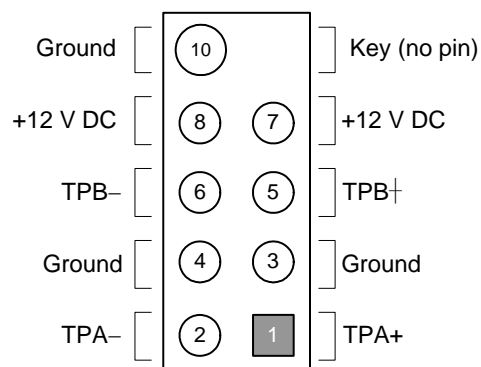 Ground 10 Key (no pin)
+12 V DC 8 7 +12 V DC
TPB– 6 5 TPB+
Ground 4 3 Ground
TPA– 2 1 TPA+